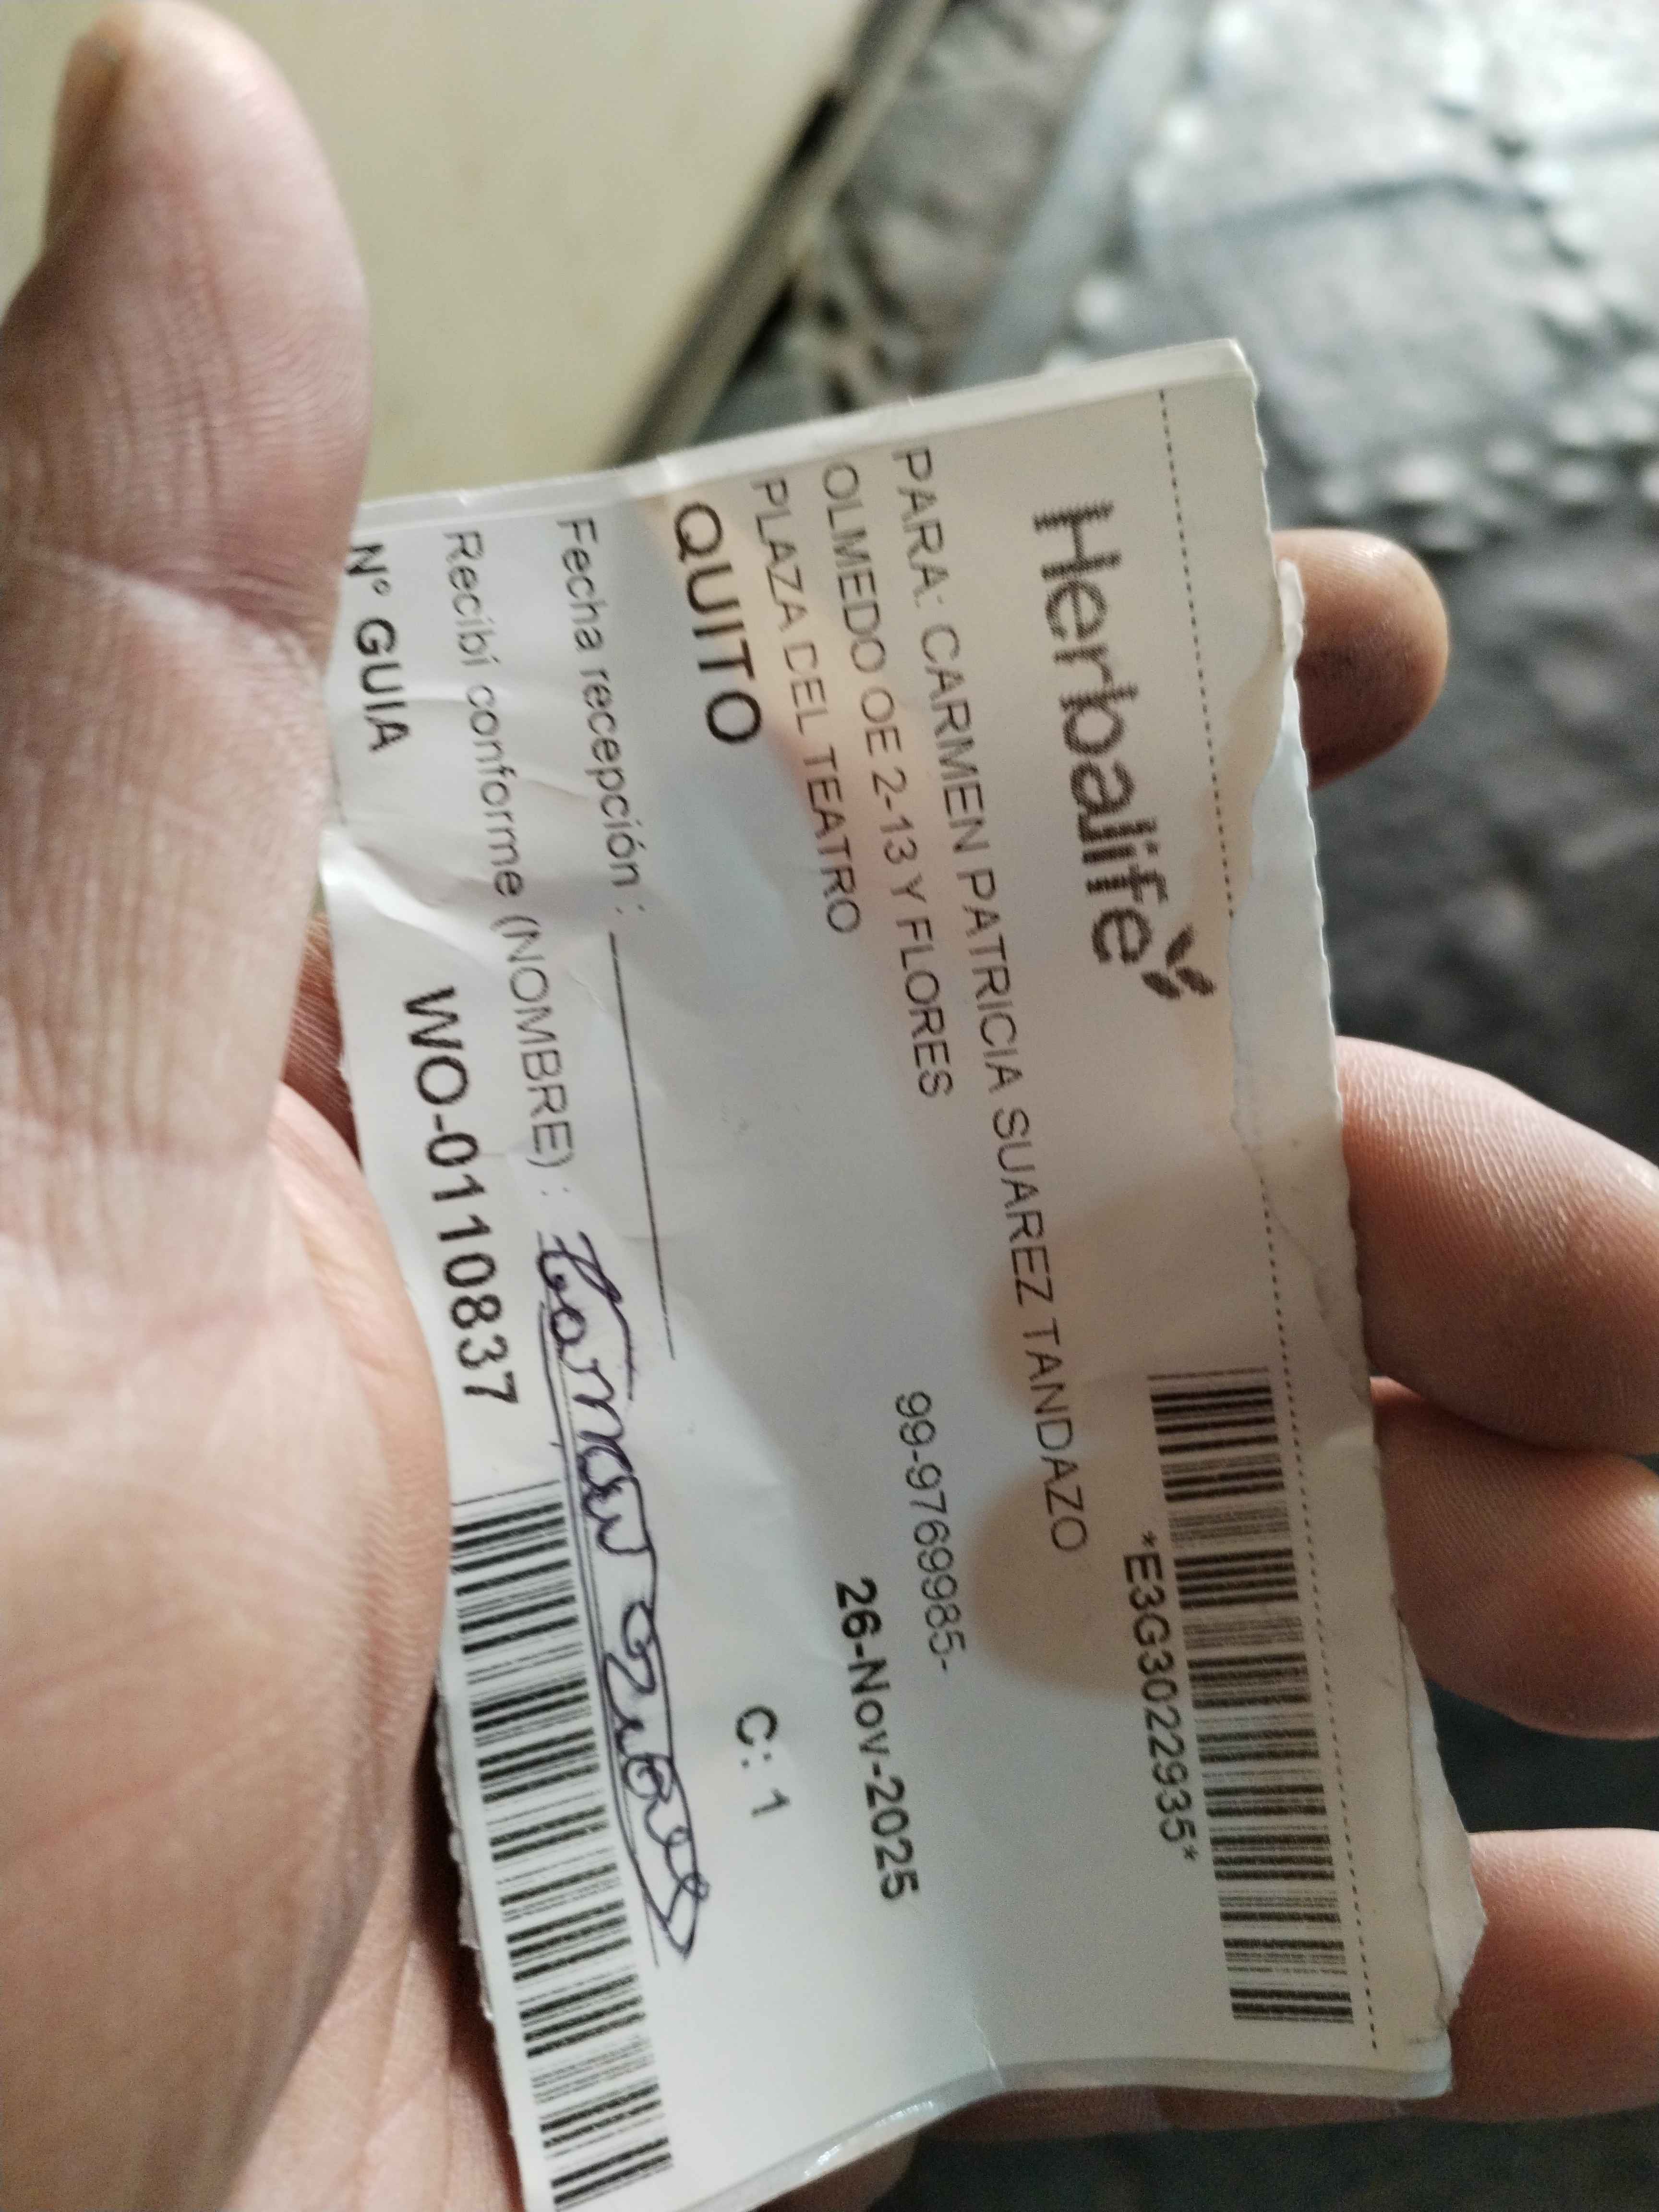 Herbalife
*E3G3022935*
PARA: CARMEN PATRICIA SUAREZ TANDAZO
OLMEDO OE 2-13 Y FLORES 99-9769985-
PLAZA DEL TEATRO 26-Nov-2025
QUITO
C: 1
Fecha recepción :
Recibí conforme (NOMBRE) :
N° GUIA WO-0110837